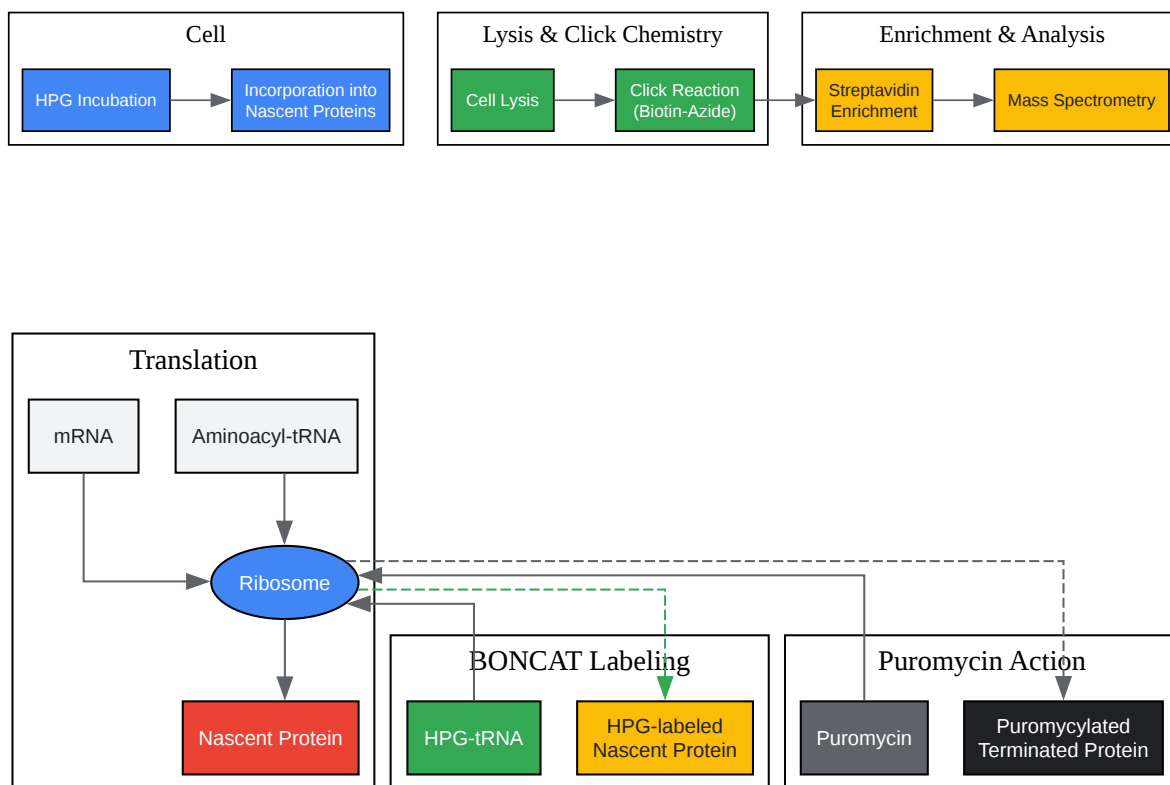 Cell
HPG Incubation
Incorporation into
Nascent Proteins
Lysis & Click Chemistry
Cell Lysis
Click Reaction
(Biotin-Azide)
Enrichment & Analysis
Streptavidin
Enrichment
Mass Spectrometry
Translation
mRNA
Aminoacyl-tRNA
Ribosome
Nascent Protein
BONCAT Labeling
HPG-tRNA
HPG-labeled
Nascent Protein
Puromycin Action
Puromycin
Puromycylated
Terminated Protein